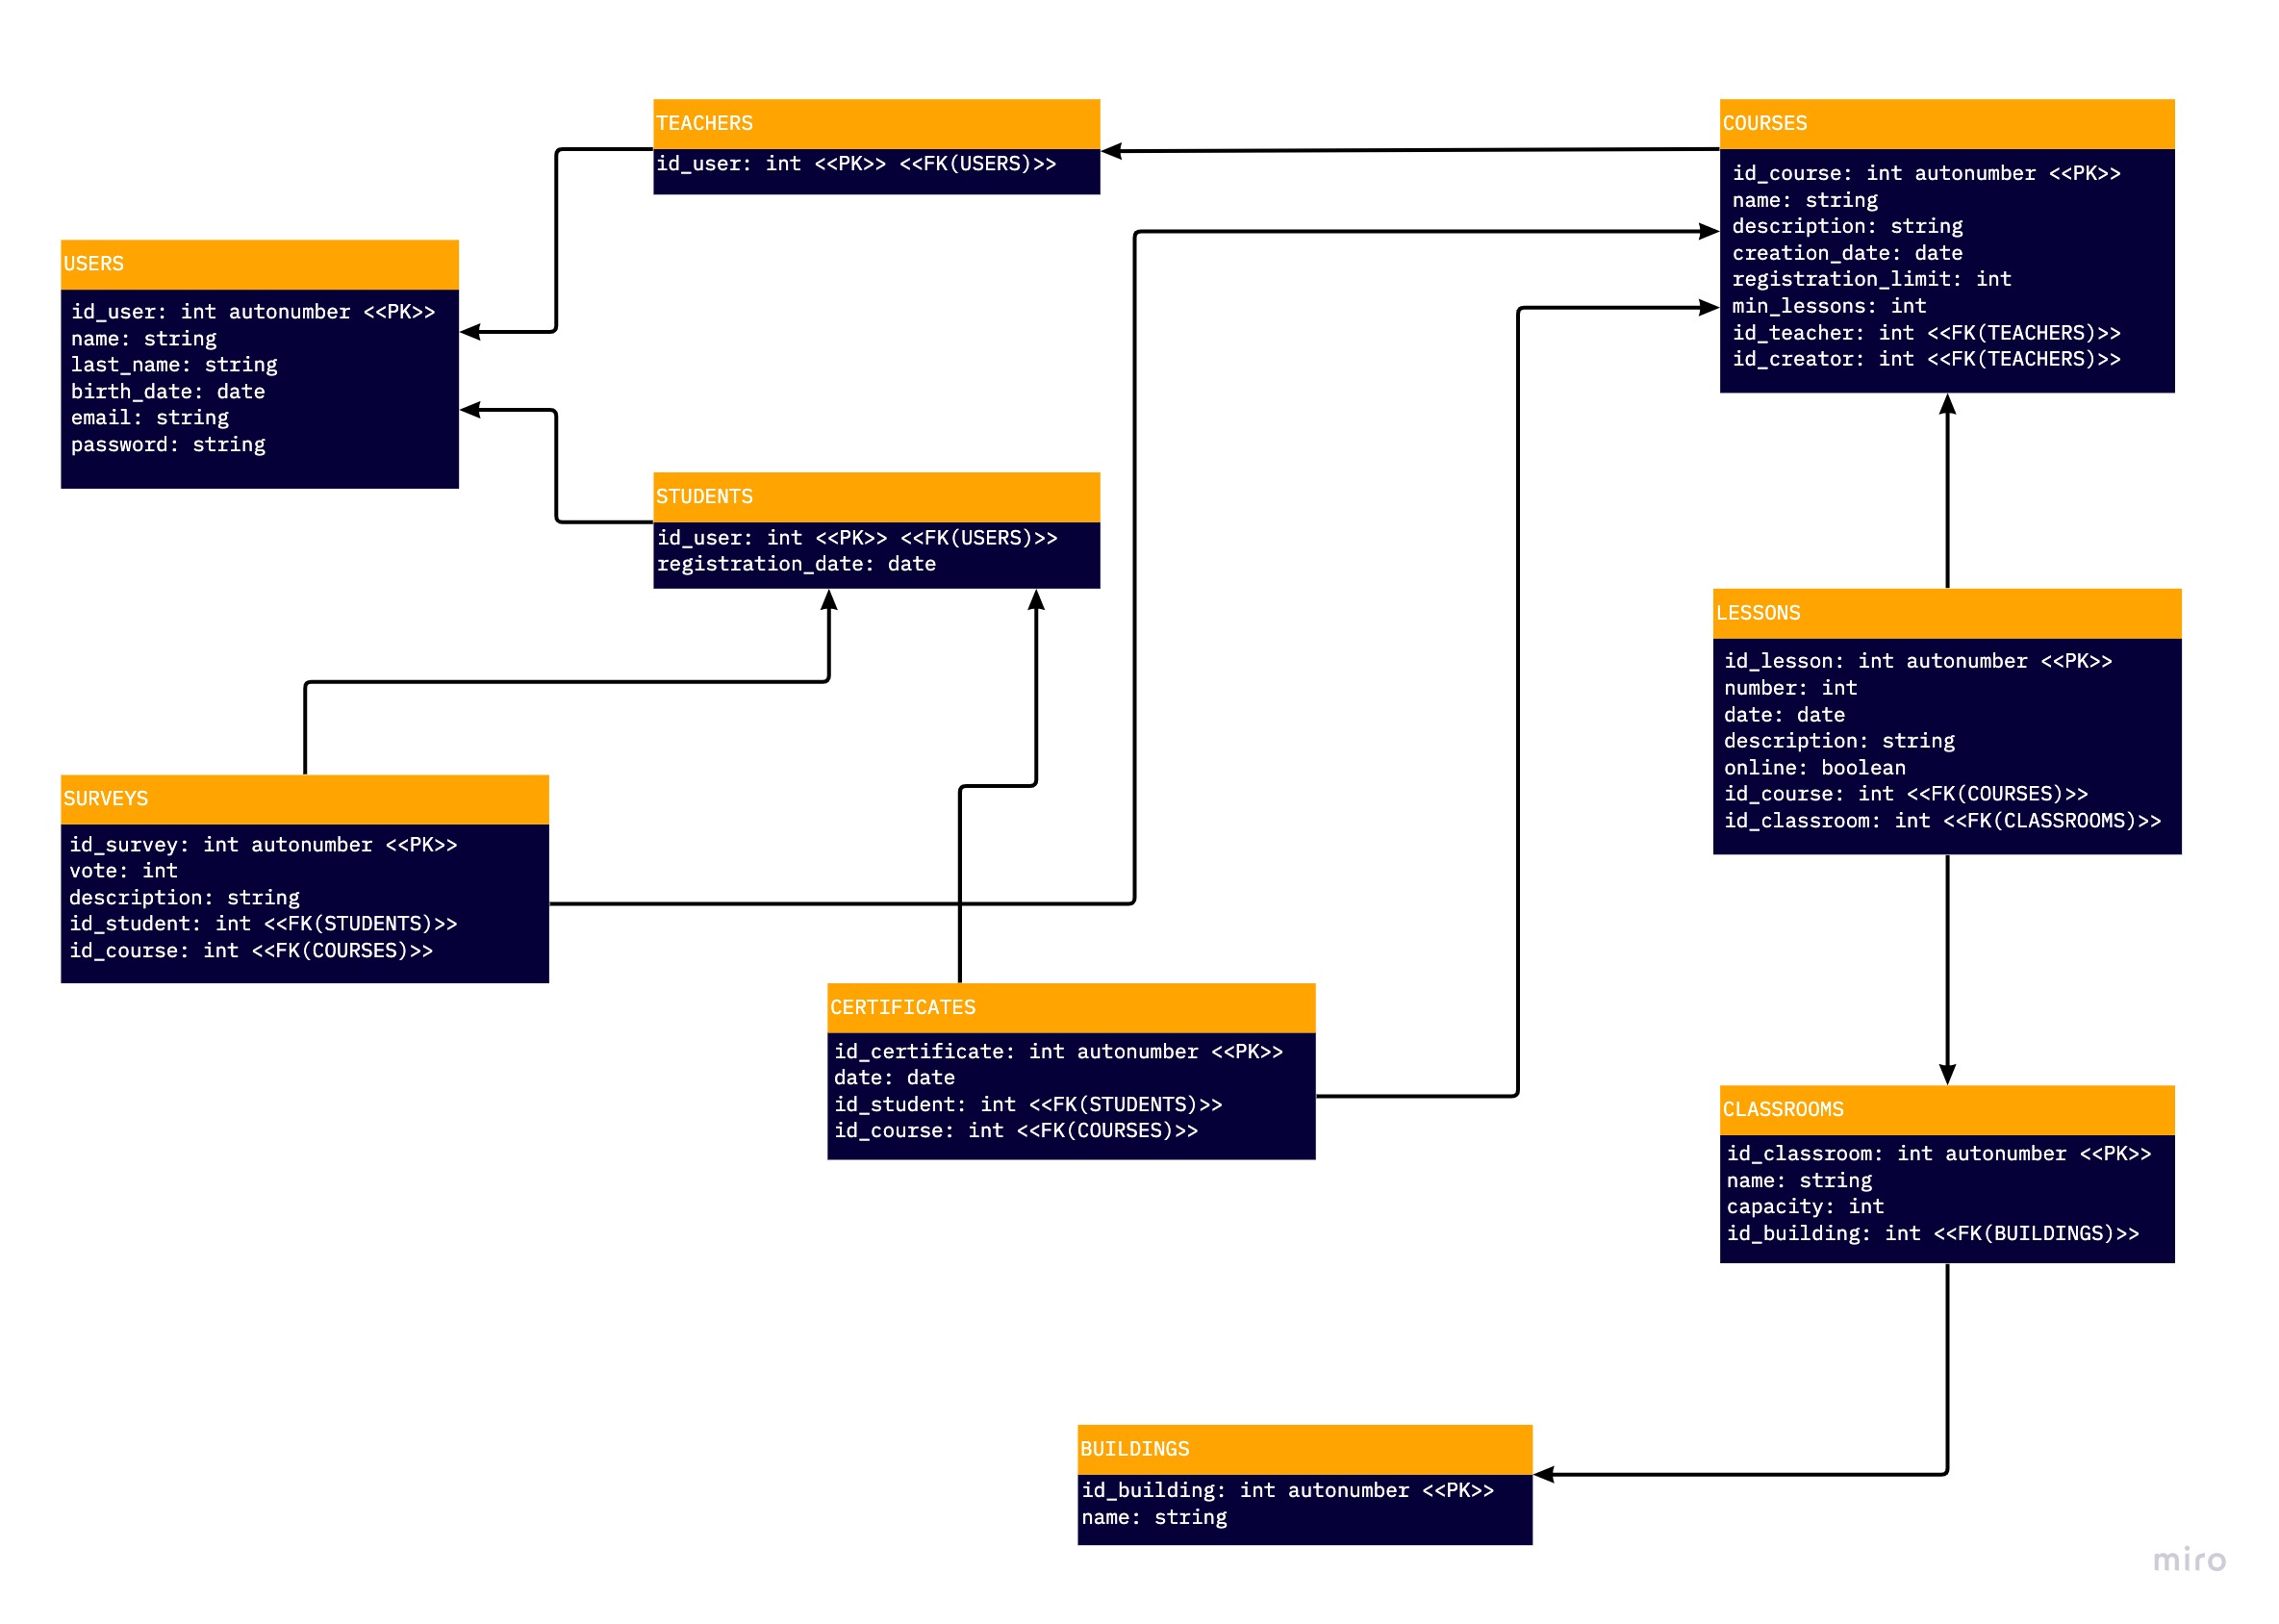 TEACHERS
id_user: int <<PK>> <<FK(USERS)>>
COURSES
id_course: int autonumber <<PK>>
name: string
description: string
creation_date: date
registration_limit: int
min_lessons: int
id_teacher: int <<FK(TEACHERS)>>
id_creator: int <<FK(TEACHERS)>>
USERS
id_user: int autonumber <<PK>>
name: string
last_name: string
birth_date: date
email: string
password: string
STUDENTS
id_user: int <<PK>> <<FK(USERS)>>
registration_date: date
LESSONS
id_lesson: int autonumber <<PK>>
number: int
date: date
description: string
online: boolean
id_course: int <<FK(COURSES)>>
id_classroom: int <<FK(CLASSROOMS)>>
SURVEYS
id_survey: int autonumber <<PK>>
vote: int
description: string
id_student: int <<FK(STUDENTS)>>
id_course: int <<FK(COURSES)>>
CERTIFICATES
id_certificate: int autonumber <<PK>>
date: date
id_student: int <<FK(STUDENTS)>>
id_course: int <<FK(COURSES)>>
CLASSROOMS
id_classroom: int autonumber <<PK>>
name: string
capacity: int
id_building: int <<FK(BUILDINGS)>>
BUILDINGS
id_building: int autonumber <<PK>>
name: string
miro